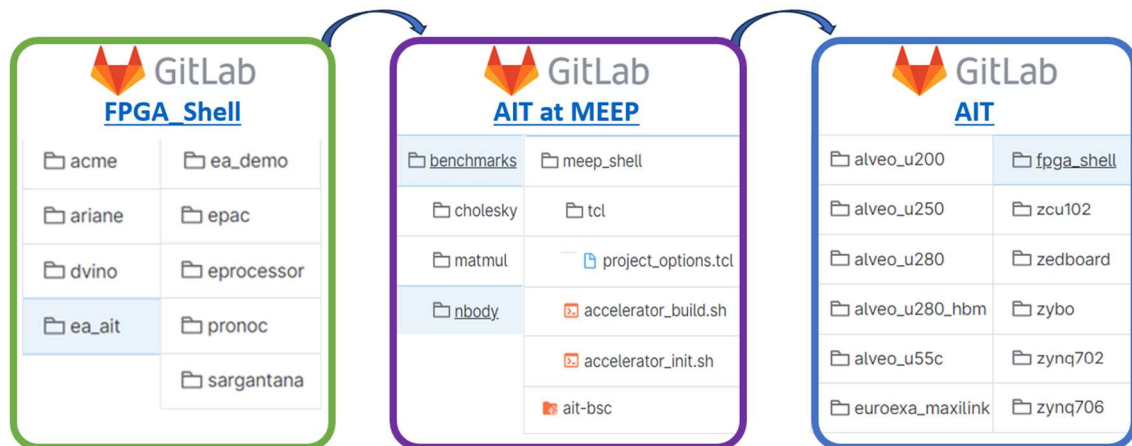 GitLab
FPGA_Shell
acme
ea_demo
ariane
epac
dvino
eprocessor
ea_ait
pronoc
sargantana
GitLab
AIT at MEEP
benchmarks
meep_shell
cholesky
tcl
matmul
project_options.tcl
nbody
accelerator_build.sh
accelerator_init.sh
ait-bsc
GitLab
AIT
alveo_u200
fpga_shell
alveo_u250
zcu102
alveo_u280
zedboard
alveo_u280_hbm
zybo
alveo_u55c
zynq702
euroexa_maxilink
zynq706